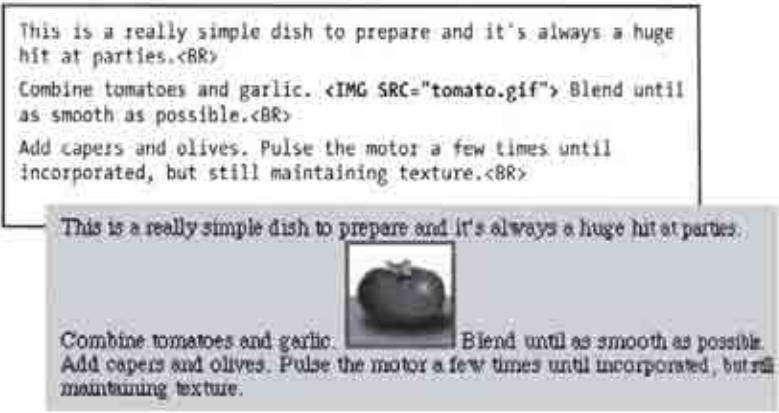 This is a really simple dish to prepare and it's always a huge
hit at parties.<BR>
Combine tomatoes and garlic. <IMG SRC="tomato.gif"> Blend until
as smooth as possible.<BR>
Add capers and olives. Pulse the motor a few times until
incorporated, but still maintaining texture.<BR>
This is a really simple dish to prepare and it's always a huge hit at parties.
Combine tomatoes and garlic. Blend until as smooth as possible.
Add capers and olives. Pulse the motor a few times until incorporated, but still
maintaining texture.